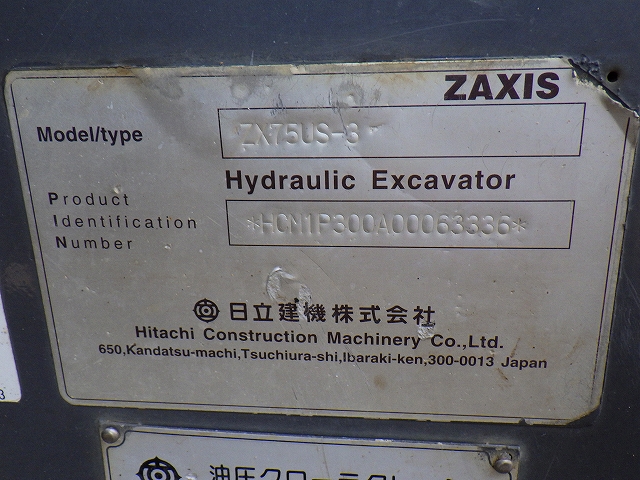 ZAXIS
Model/type
ZX75US-3
Hydraulic Excavator
Product
Identification
Number
*HCM1P300A00063336*
日立建機株式会社
Hitachi Construction Machinery Co.,Ltd.
650,Kandatsu-machi,Tsuchiura-shi,Ibaraki-ken,300-0013 Japan
3